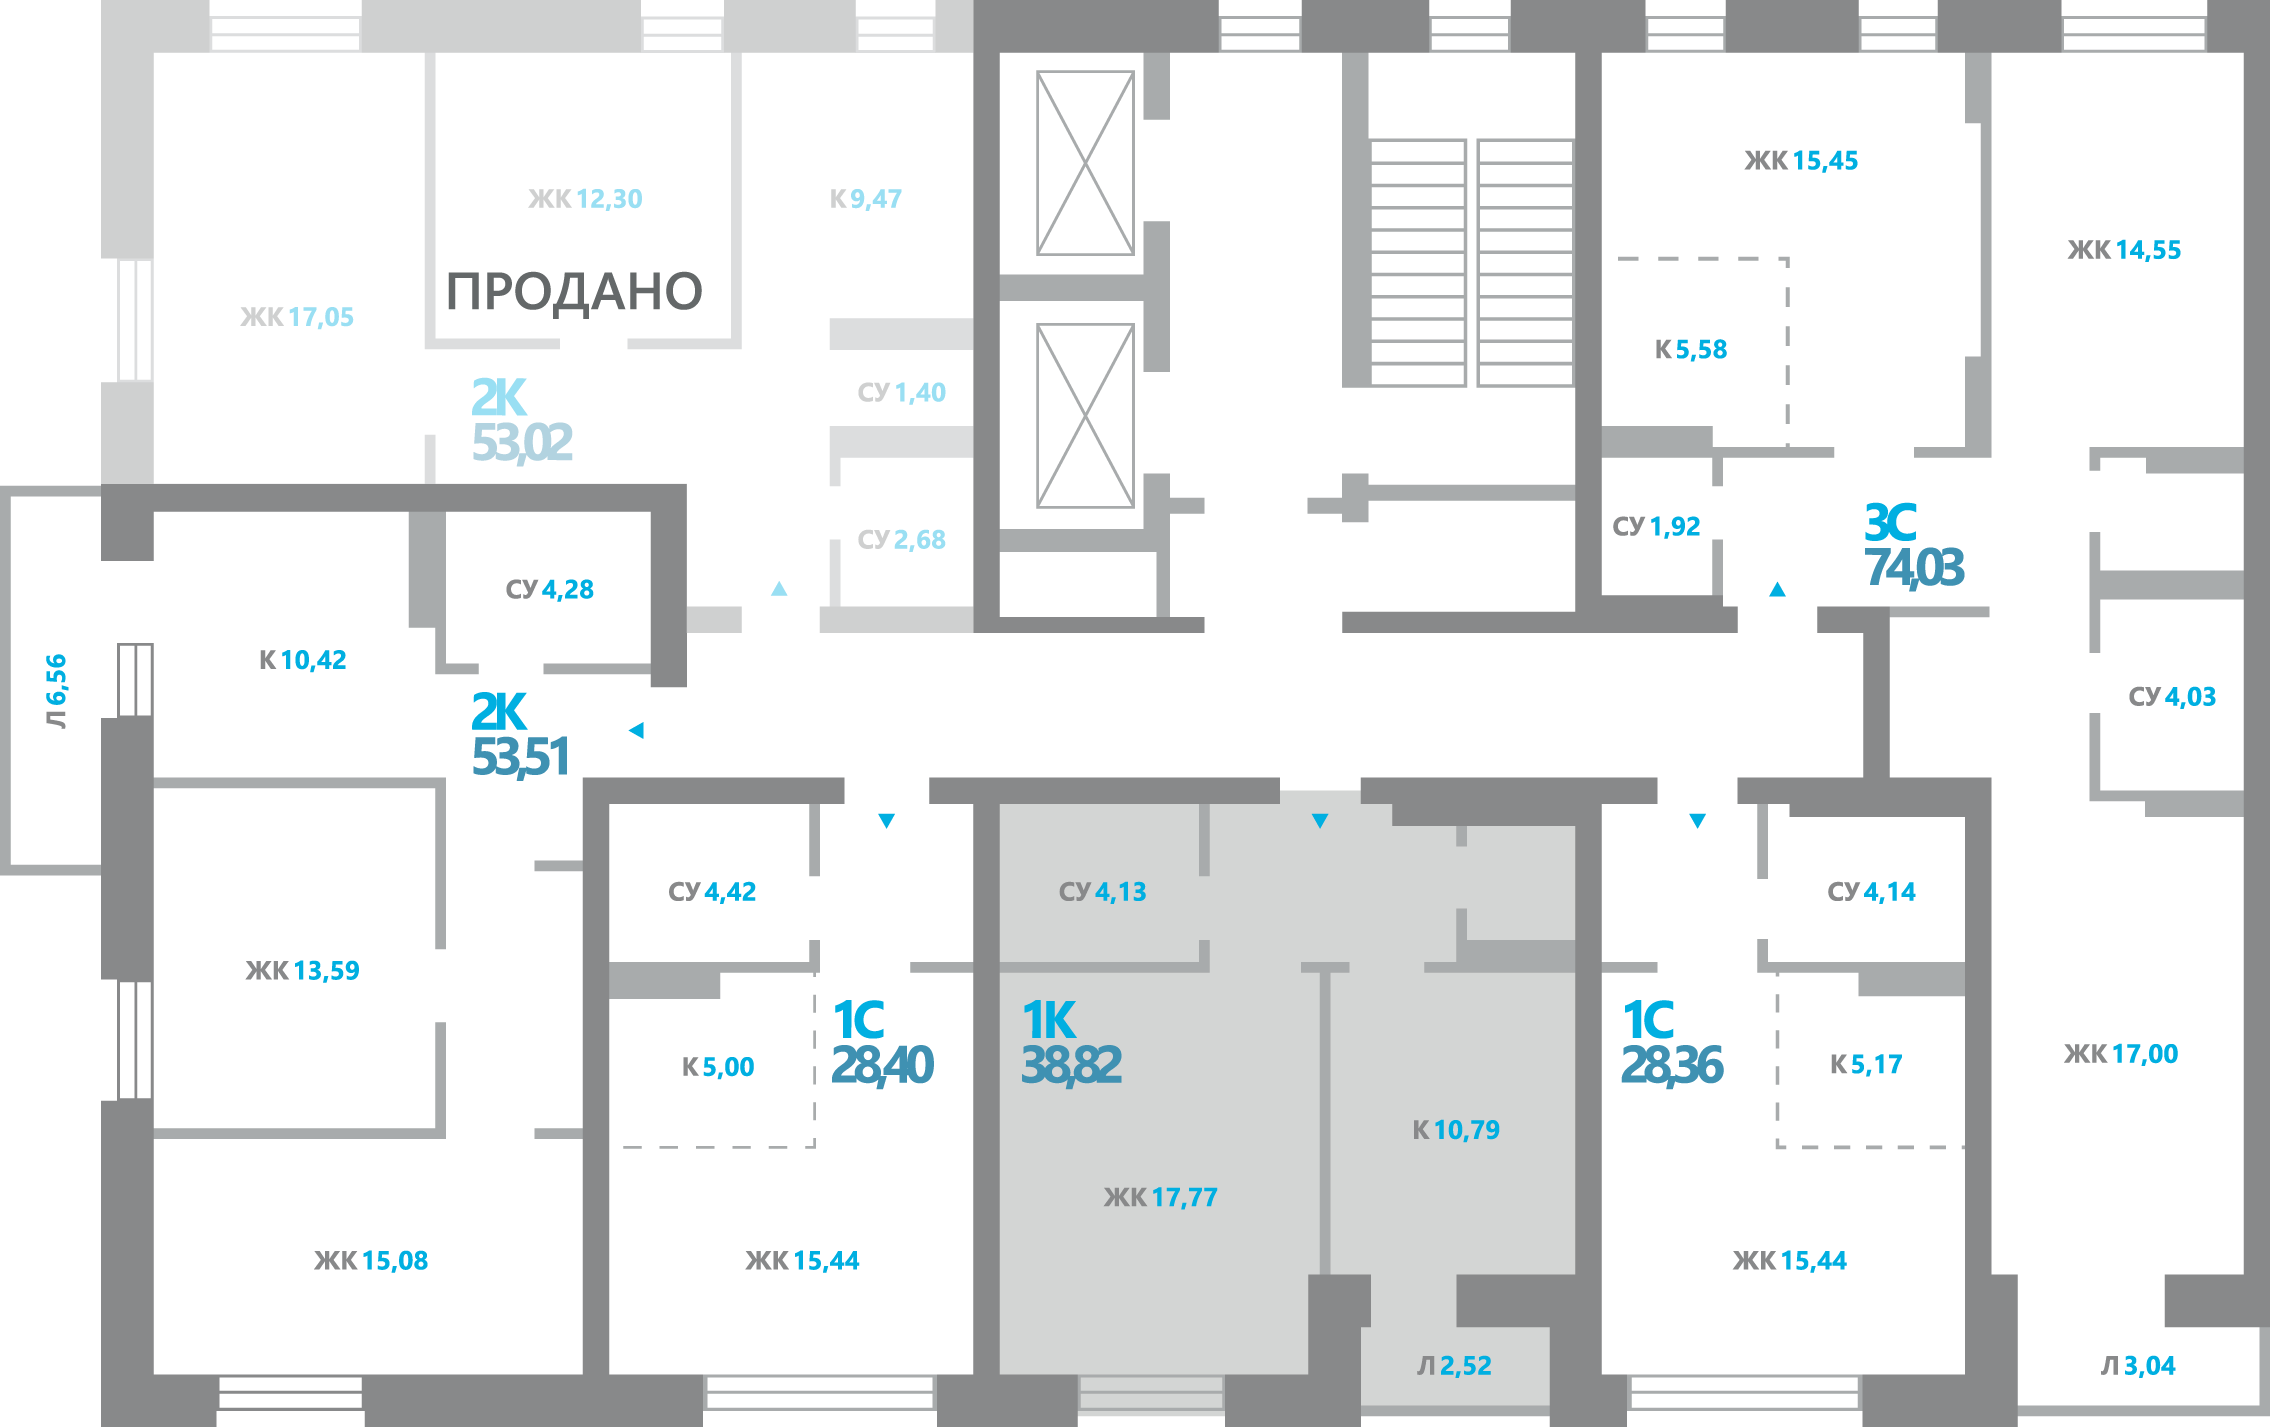 ЖК 15,45
ЖК 12,30
К 9,47
ЖК 14,55
ПРОДАНО
ЖК 17,05
К 5,58
2К
53,02
СУ 1,40
СУ 2,68
СУ 1,92
3С
74,03
СУ 4,28
К 10,42
Л 6,56
2К
53,51
СУ 4,03
СУ 4,42
СУ 4,13
СУ 4,14
ЖК 13,59
1С
28,40
1К
38,82
1С
28,36
К 5,00
К 5,17
ЖК 17,00
К 10,79
ЖК 17,77
ЖК 15,08
ЖК 15,44
ЖК 15,44
Л 2,52
Л 3,04